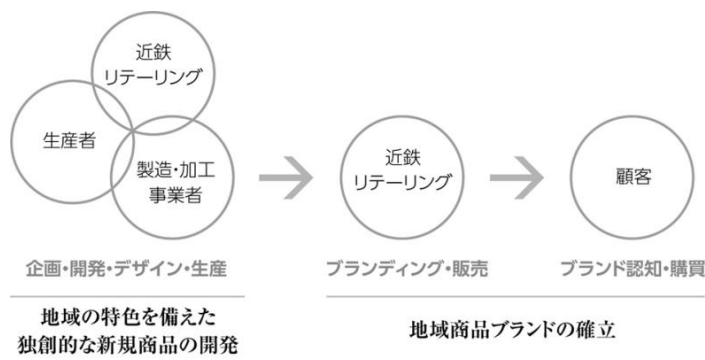 近鉄
リテーリング
生産者
製造・加工
事業者
近鉄
リテーリング
顧客
企画・開発・デザイン・生産
ブランディング・販売
ブランド認知・購買
地域の特色を備えた
独創的な新規商品の開発
地域商品ブランドの確立